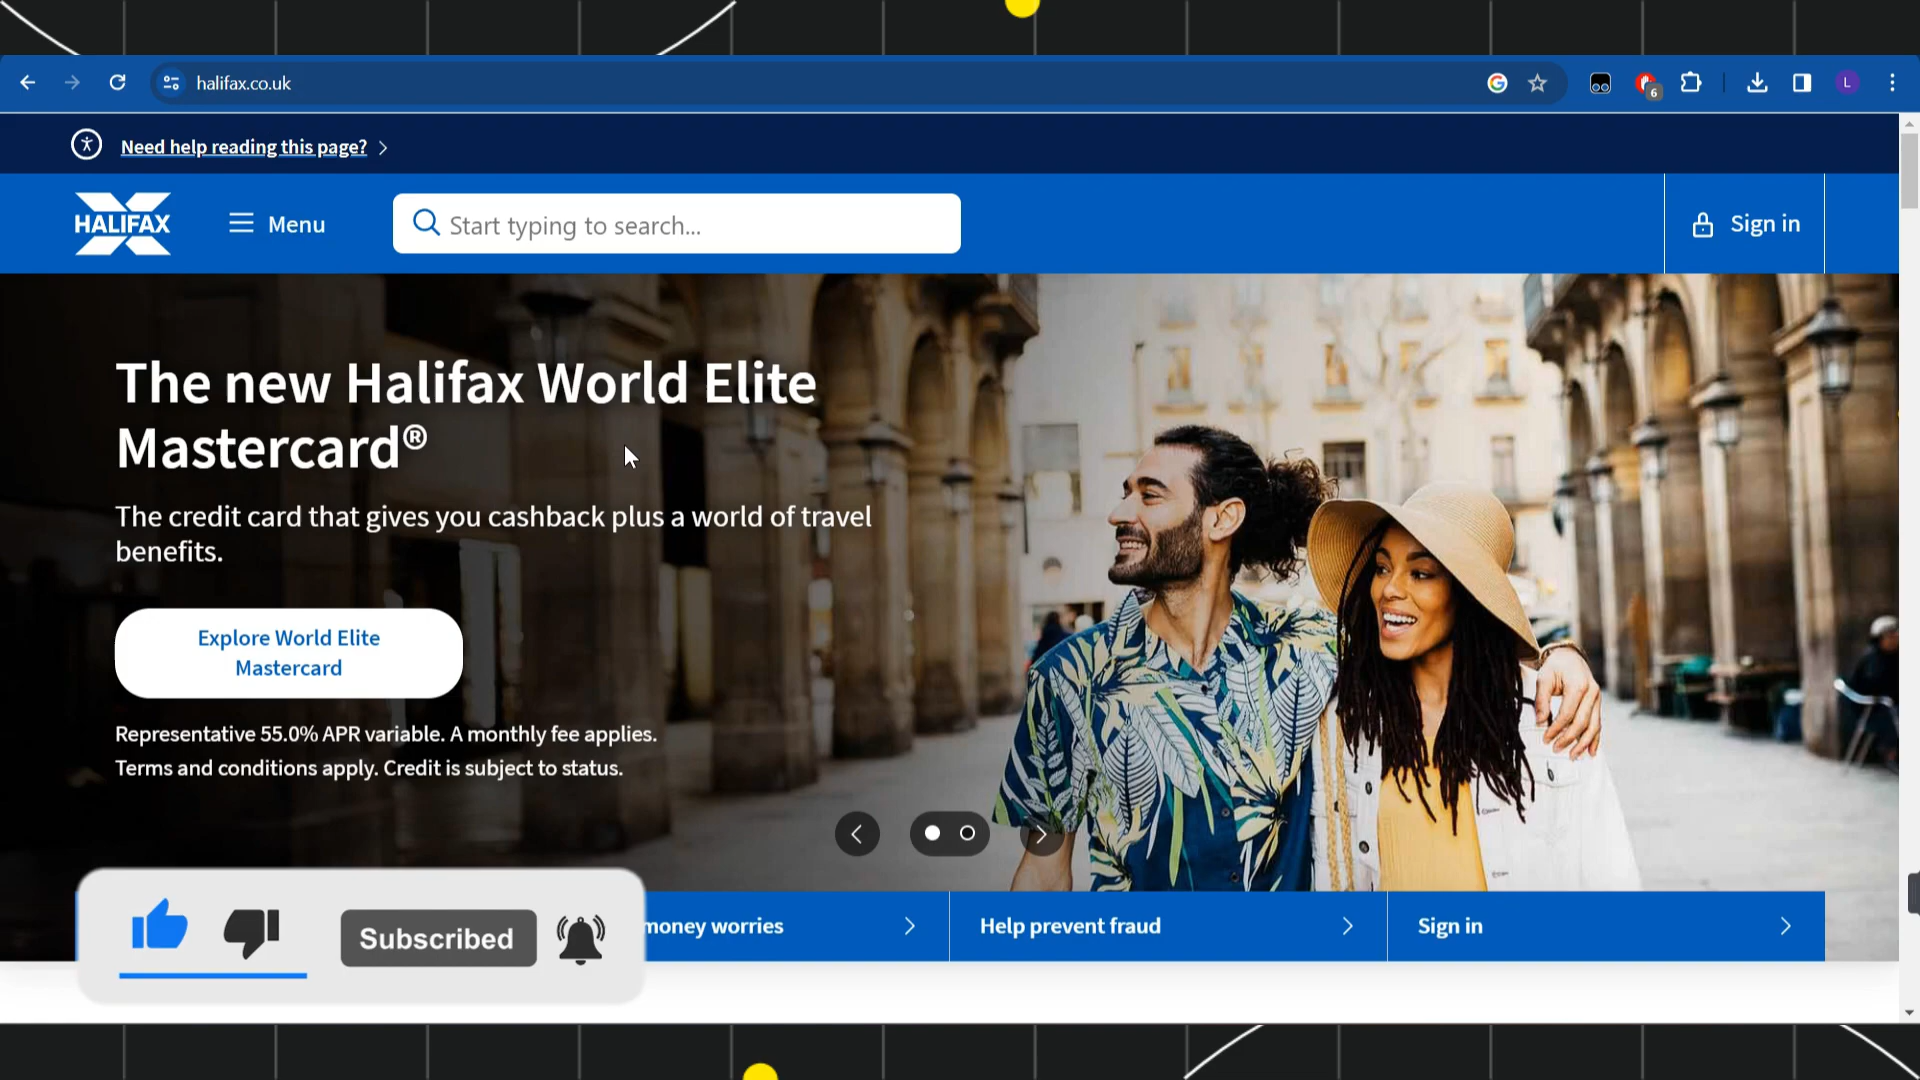 halifax.co.uk
6
L
Need help reading this page?
HALIFAX
Menu
Start typing to search...
Sign in
The new Halifax World Elite
Mastercard®
The credit card that gives you cashback plus a world of travel
benefits.
Explore World Elite
Mastercard
Representative 55.0% APR variable. A monthly fee applies.
Terms and conditions apply. Credit is subject to status.
money worries
Help prevent fraud
Sign in
Subscribed